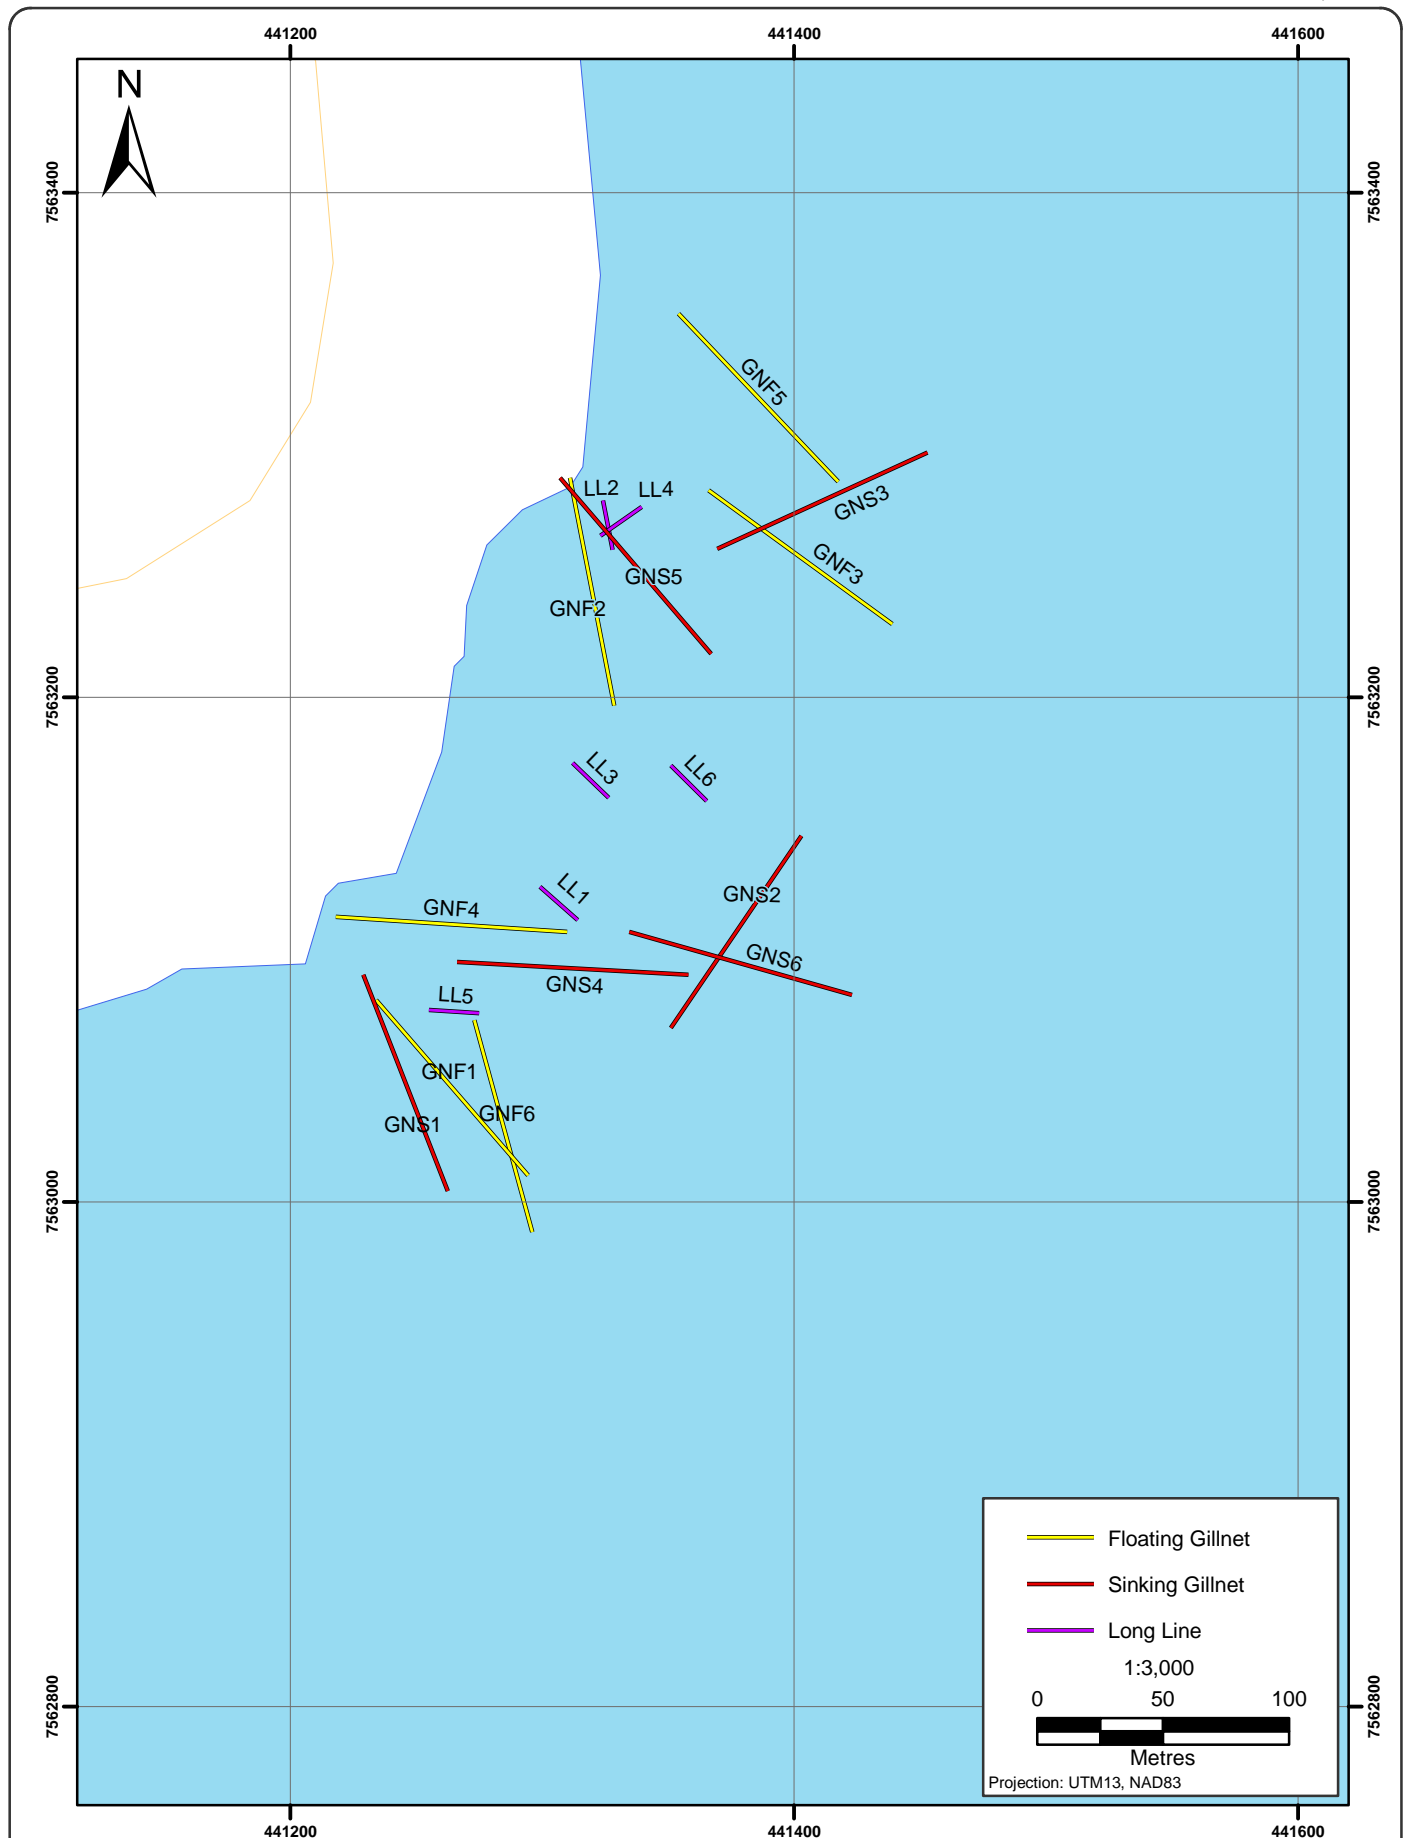 441200
441400
441600
N
7563400
7563400
GNF5
LL2
LL4
GNS3
GNF3
GNS5
GNF2
7563200
7563200
LL3
LL6
LL1
GNS2
GNF4
GNS6
GNS4
LL5
GNF1
GNF6
GNS1
7563000
7563000
Floating Gillnet
Sinking Gillnet
Long Line
1:3,000
0 50 100
Metres
Projection: UTM13, NAD83
7562800
7562800
441200
441400
441600